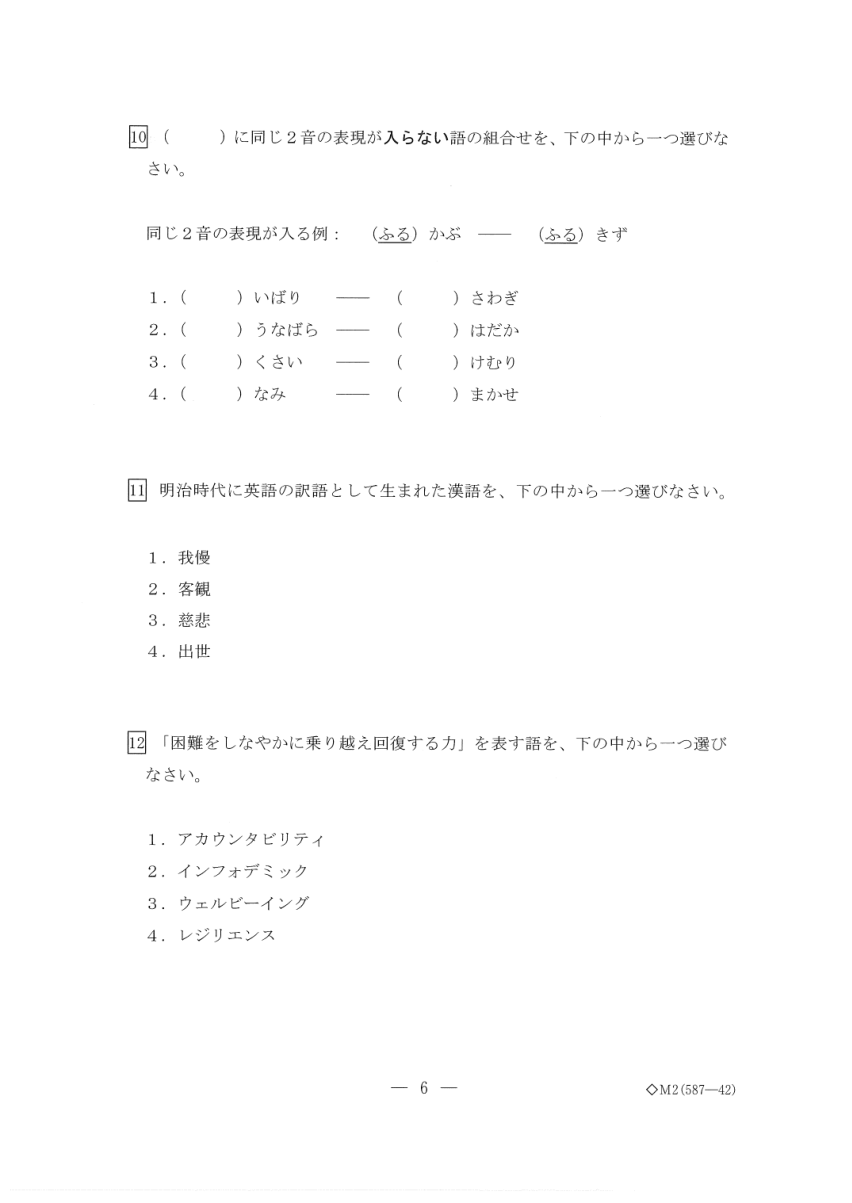 10 (　　　)に同じ２音の表現が入らない語の組合せを、下の中から一つ選びな
さい。
同じ２音の表現が入る例：　(ふる)かぶ ── (ふる)きず
１．(　　　)いばり ── (　　　)さわぎ
２．(　　　)うなばら ── (　　　)はだか
３．(　　　)くさい ── (　　　)けむり
４．(　　　)なみ ── (　　　)まかせ
11 明治時代に英語の訳語として生まれた漢語を、下の中から一つ選びなさい。
１．我慢
２．客観
３．慈悲
４．出世
12 「困難をしなやかに乗り越え回復する力」を表す語を、下の中から一つ選び
なさい。
１．アカウンタビリティ
２．インフォデミック
３．ウェルビーイング
４．レジリエンス
― 6 ―
◇M2(587―42)